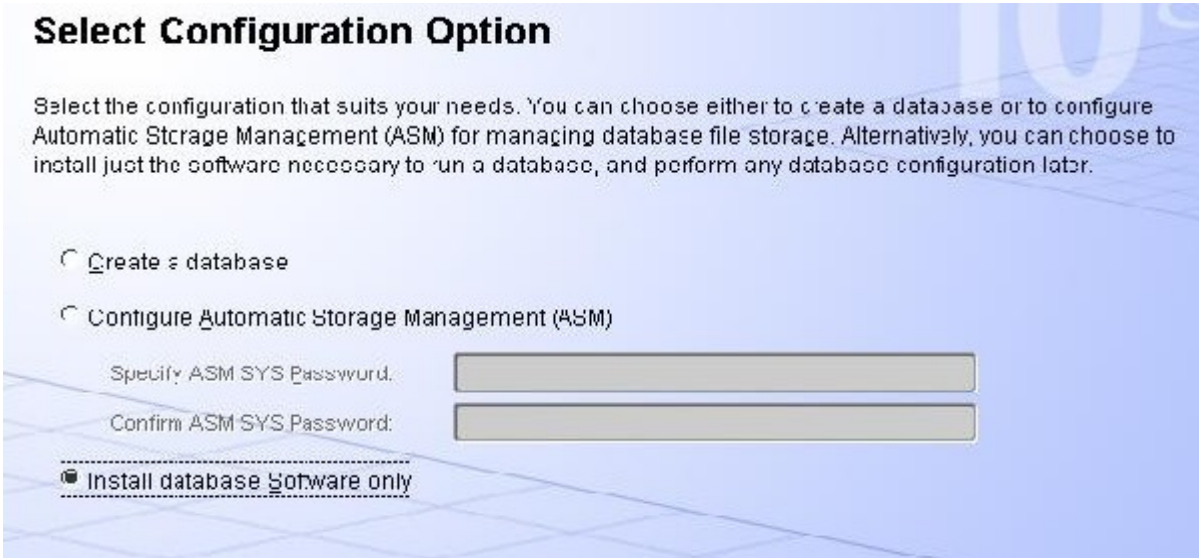 Select Configuration Option
Select the configuration that suits your needs. You can choose either to create a database or to configure
Automatic Storage Management (ASM) for managing database file storage. Alternatively, you can choose to
install just the software necessary to run a database, and perform any database configuration later.
Create a database
Configure Automatic Storage Management (ASM)
Specify ASM SYS Password:
Confirm ASM SYS Password:
Install database Software only